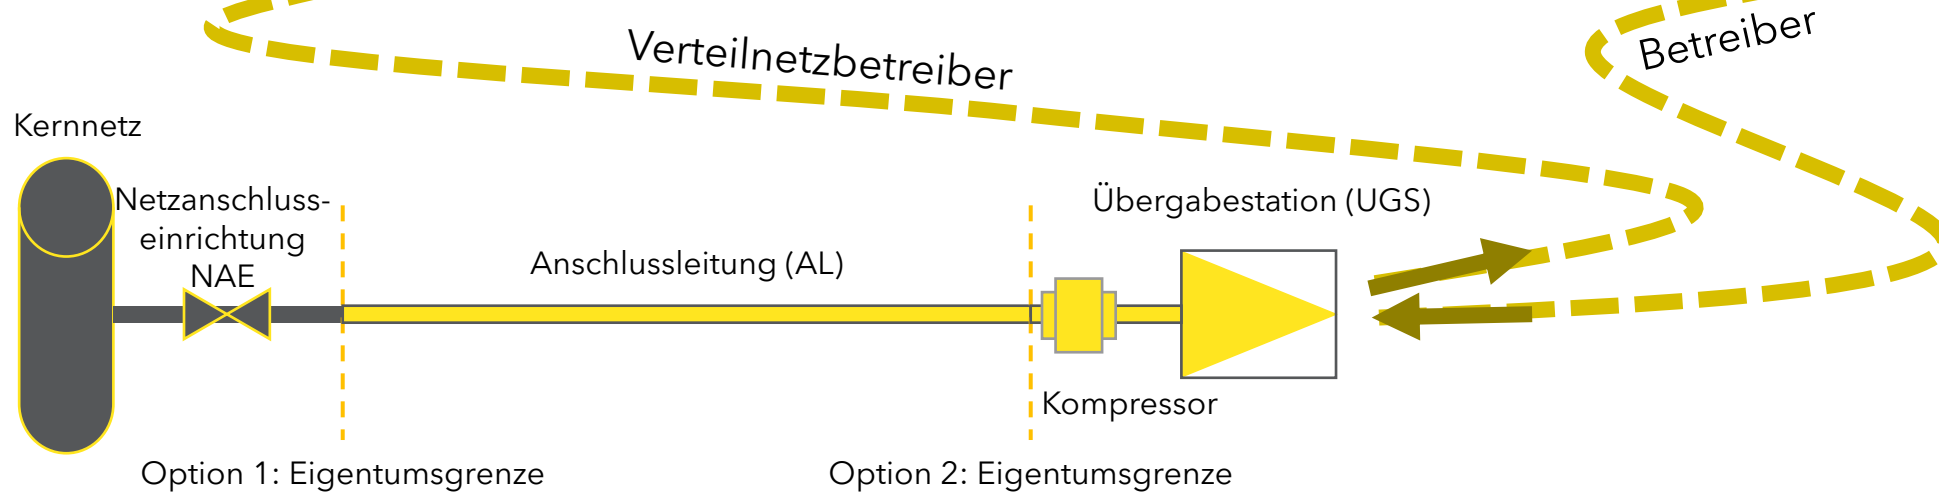 Verteilnetzbetreiber
Betreiber
Kernnetz
Netzanschluss-
einrichtung
NAE
Anschlussleitung (AL)
Übergabestation (UGS)
Kompressor
Option 1: Eigentumsgrenze
Option 2: Eigentumsgrenze